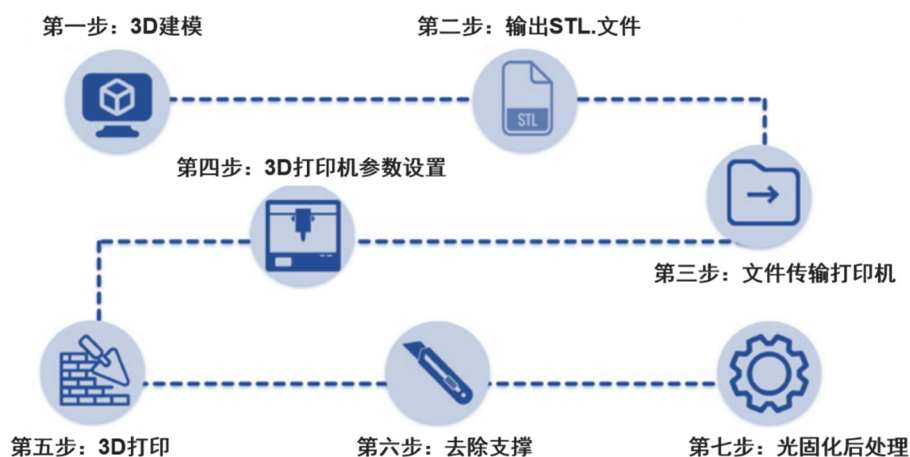 第一步：3D建模
第二步：输出STL.文件
STL
第四步：3D打印机参数设置
第三步：文件传输打印机
第五步：3D打印
第六步：去除支撑
第七步：光固化后处理